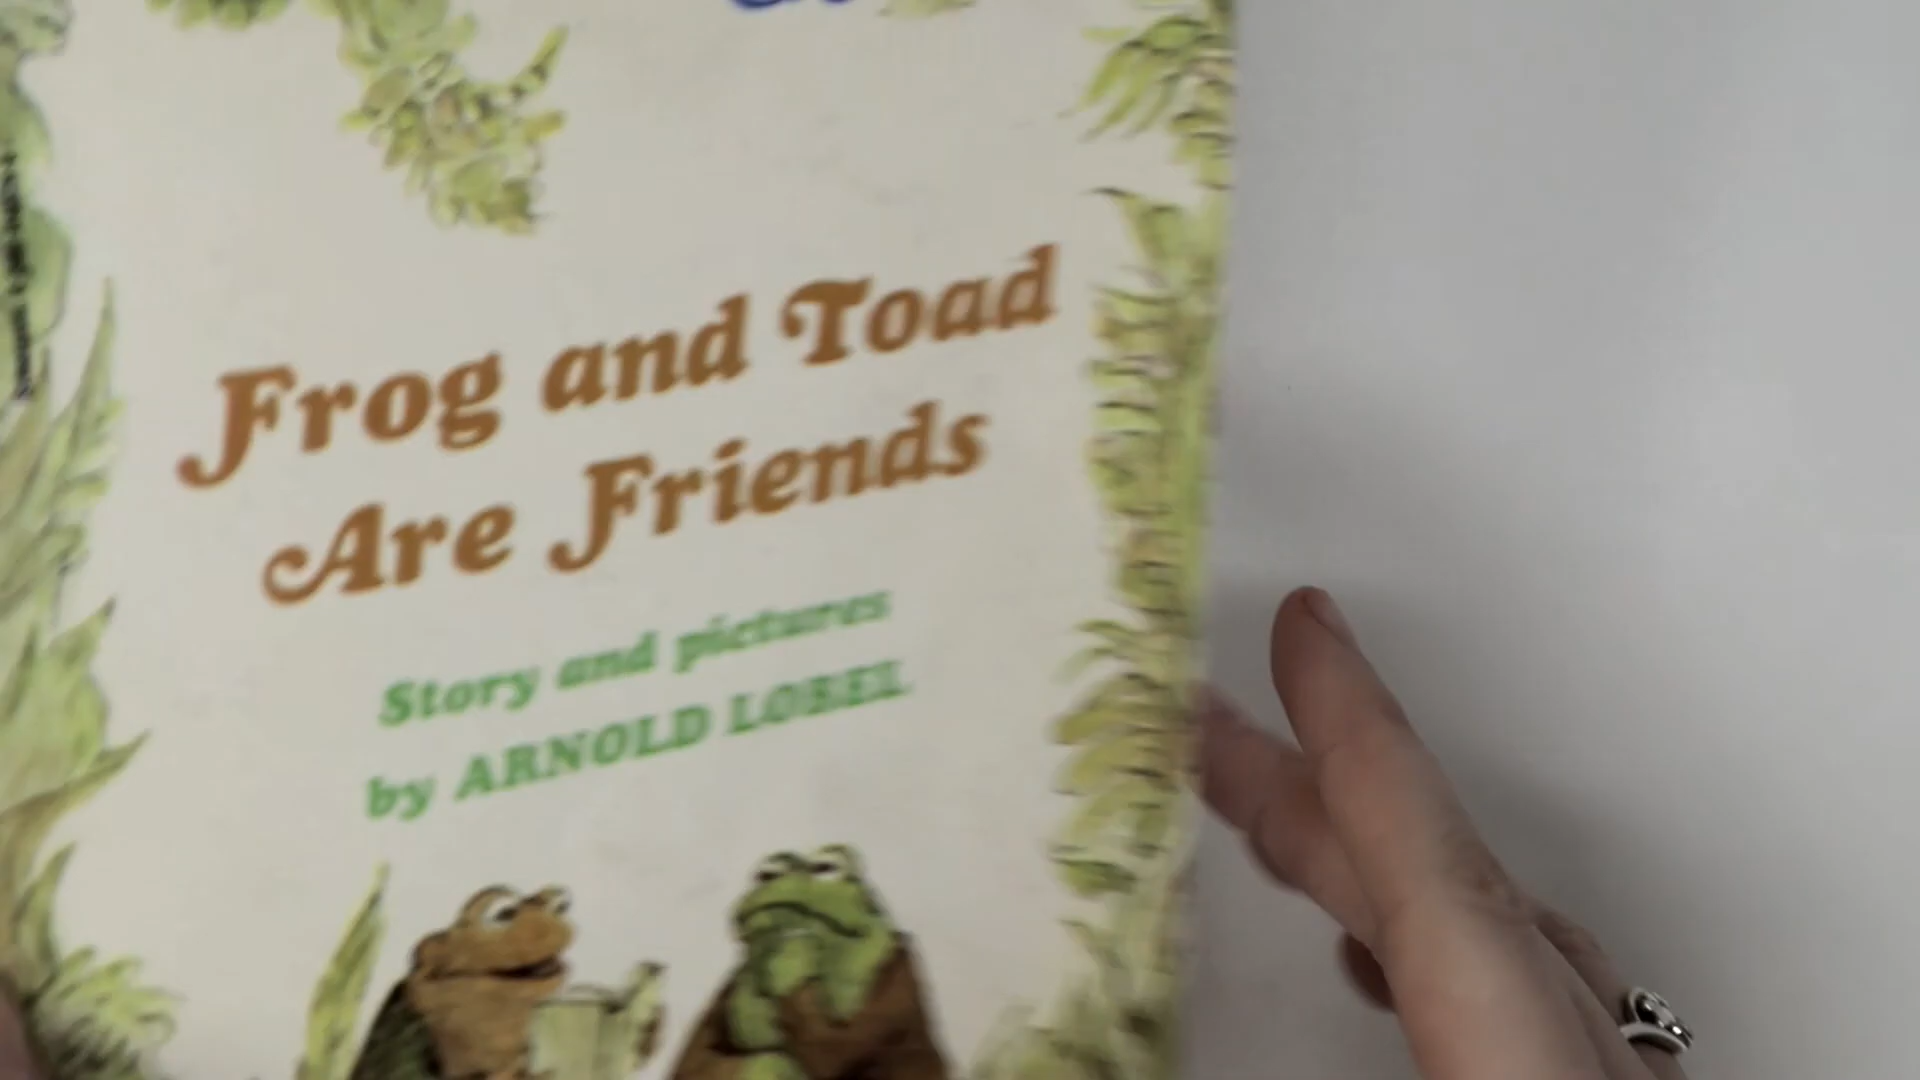 Frog and Toad
Are Friends
Story and pictures
by ARNOLD LOBEL